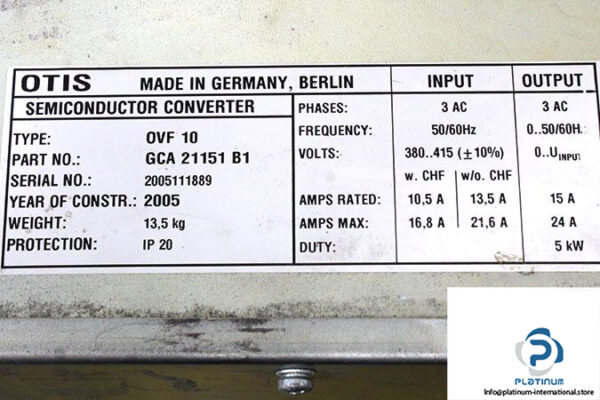 OTIS MADE IN GERMANY, BERLIN INPUT OUTPUT
SEMICONDUCTOR CONVERTER
PHASES: 3 AC 3 AC
FREQUENCY: 50/60Hz 0..50/60H.
TYPE: OVF 10
VOLTS: 380..415 (±10%) 0..U INPUT
PART NO.: GCA 21151 B1
w. CHF w/o. CHF
SERIAL NO.: 2005111889
YEAR OF CONSTR.: 2005
AMPS RATED: 10,5 A 13,5 A 15 A
WEIGHT: 13,5 kg
AMPS MAX: 16,8 A 21,6 A 24 A
PROTECTION: IP 20
DUTY: 5 kW
PLATINUM
Info@platinum-international.store